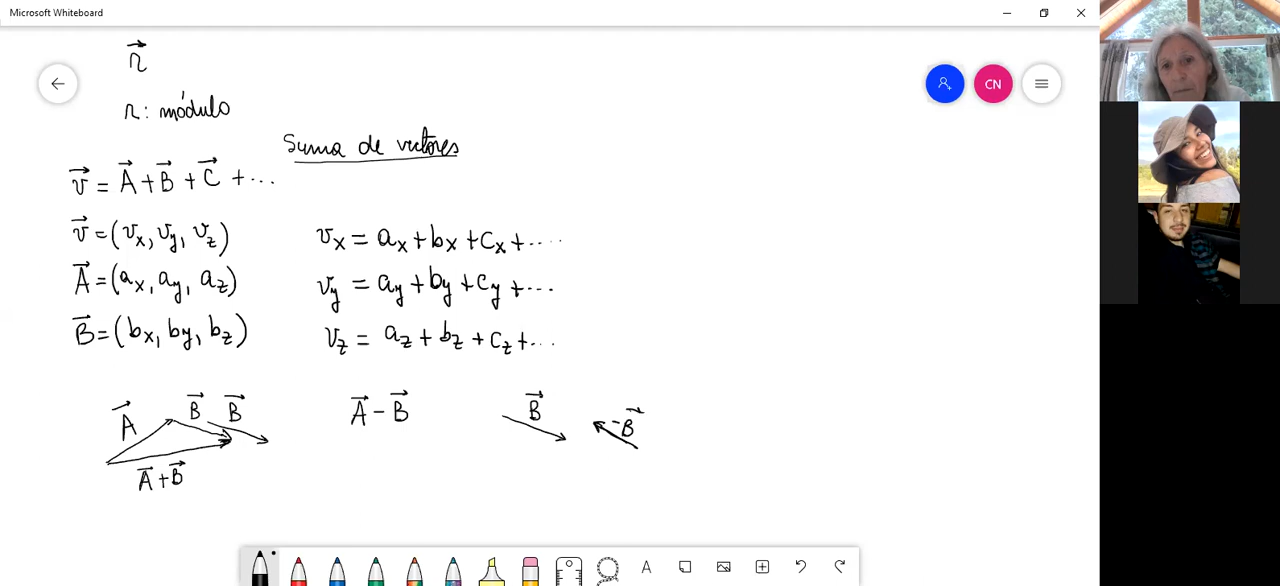 Microsoft Whiteboard
r⃗
CN
r: módulo
Suma de vectores
v⃗ = A⃗ + B⃗ + C⃗ + ...
v⃗ = (vx, vy, vz) vx = ax + bx + cx + ....
A⃗ = (ax, ay, az) vy = ay + by + cy + ...
B⃗ = (bx, by, bz) vz = az + bz + cz + ...
A⃗ B⃗ B⃗ A⃗ - B⃗ B⃗ -B⃗
A⃗ + B⃗
A